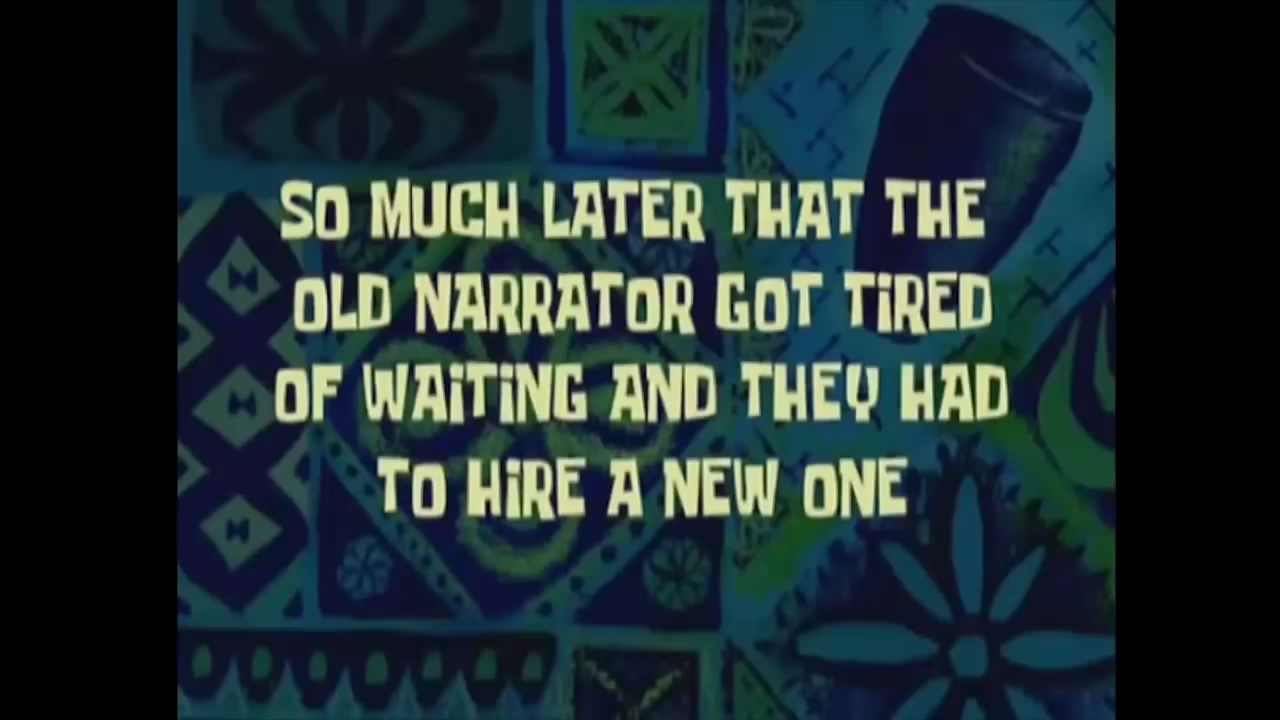 SO MUCH LATER THAT THE
OLD NARRATOR GOT TiRED
OF WAiTiNG AND THEY HAD
TO HiRE A NEW ONE